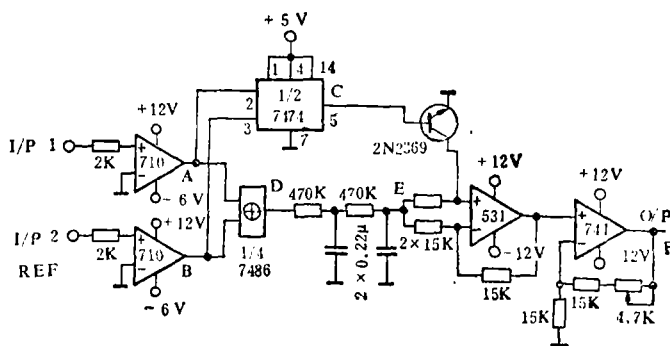 + 5 V
1 4 14
1/2
7474
2
3
C
5
7
2N2369
+12V
I/P 1
2K
+
710
−
A
− 6 V
D
470K
470K
E
+ 12V
+12V
+
531
−
−12V
+
741
−
12V
O/P
F
2×15K
+12V
I/P 2
REF
2K
+
710
−
B
~ 6 V
1/4
7486
2 × 0.22μ
15K
15K
15K
4.7K